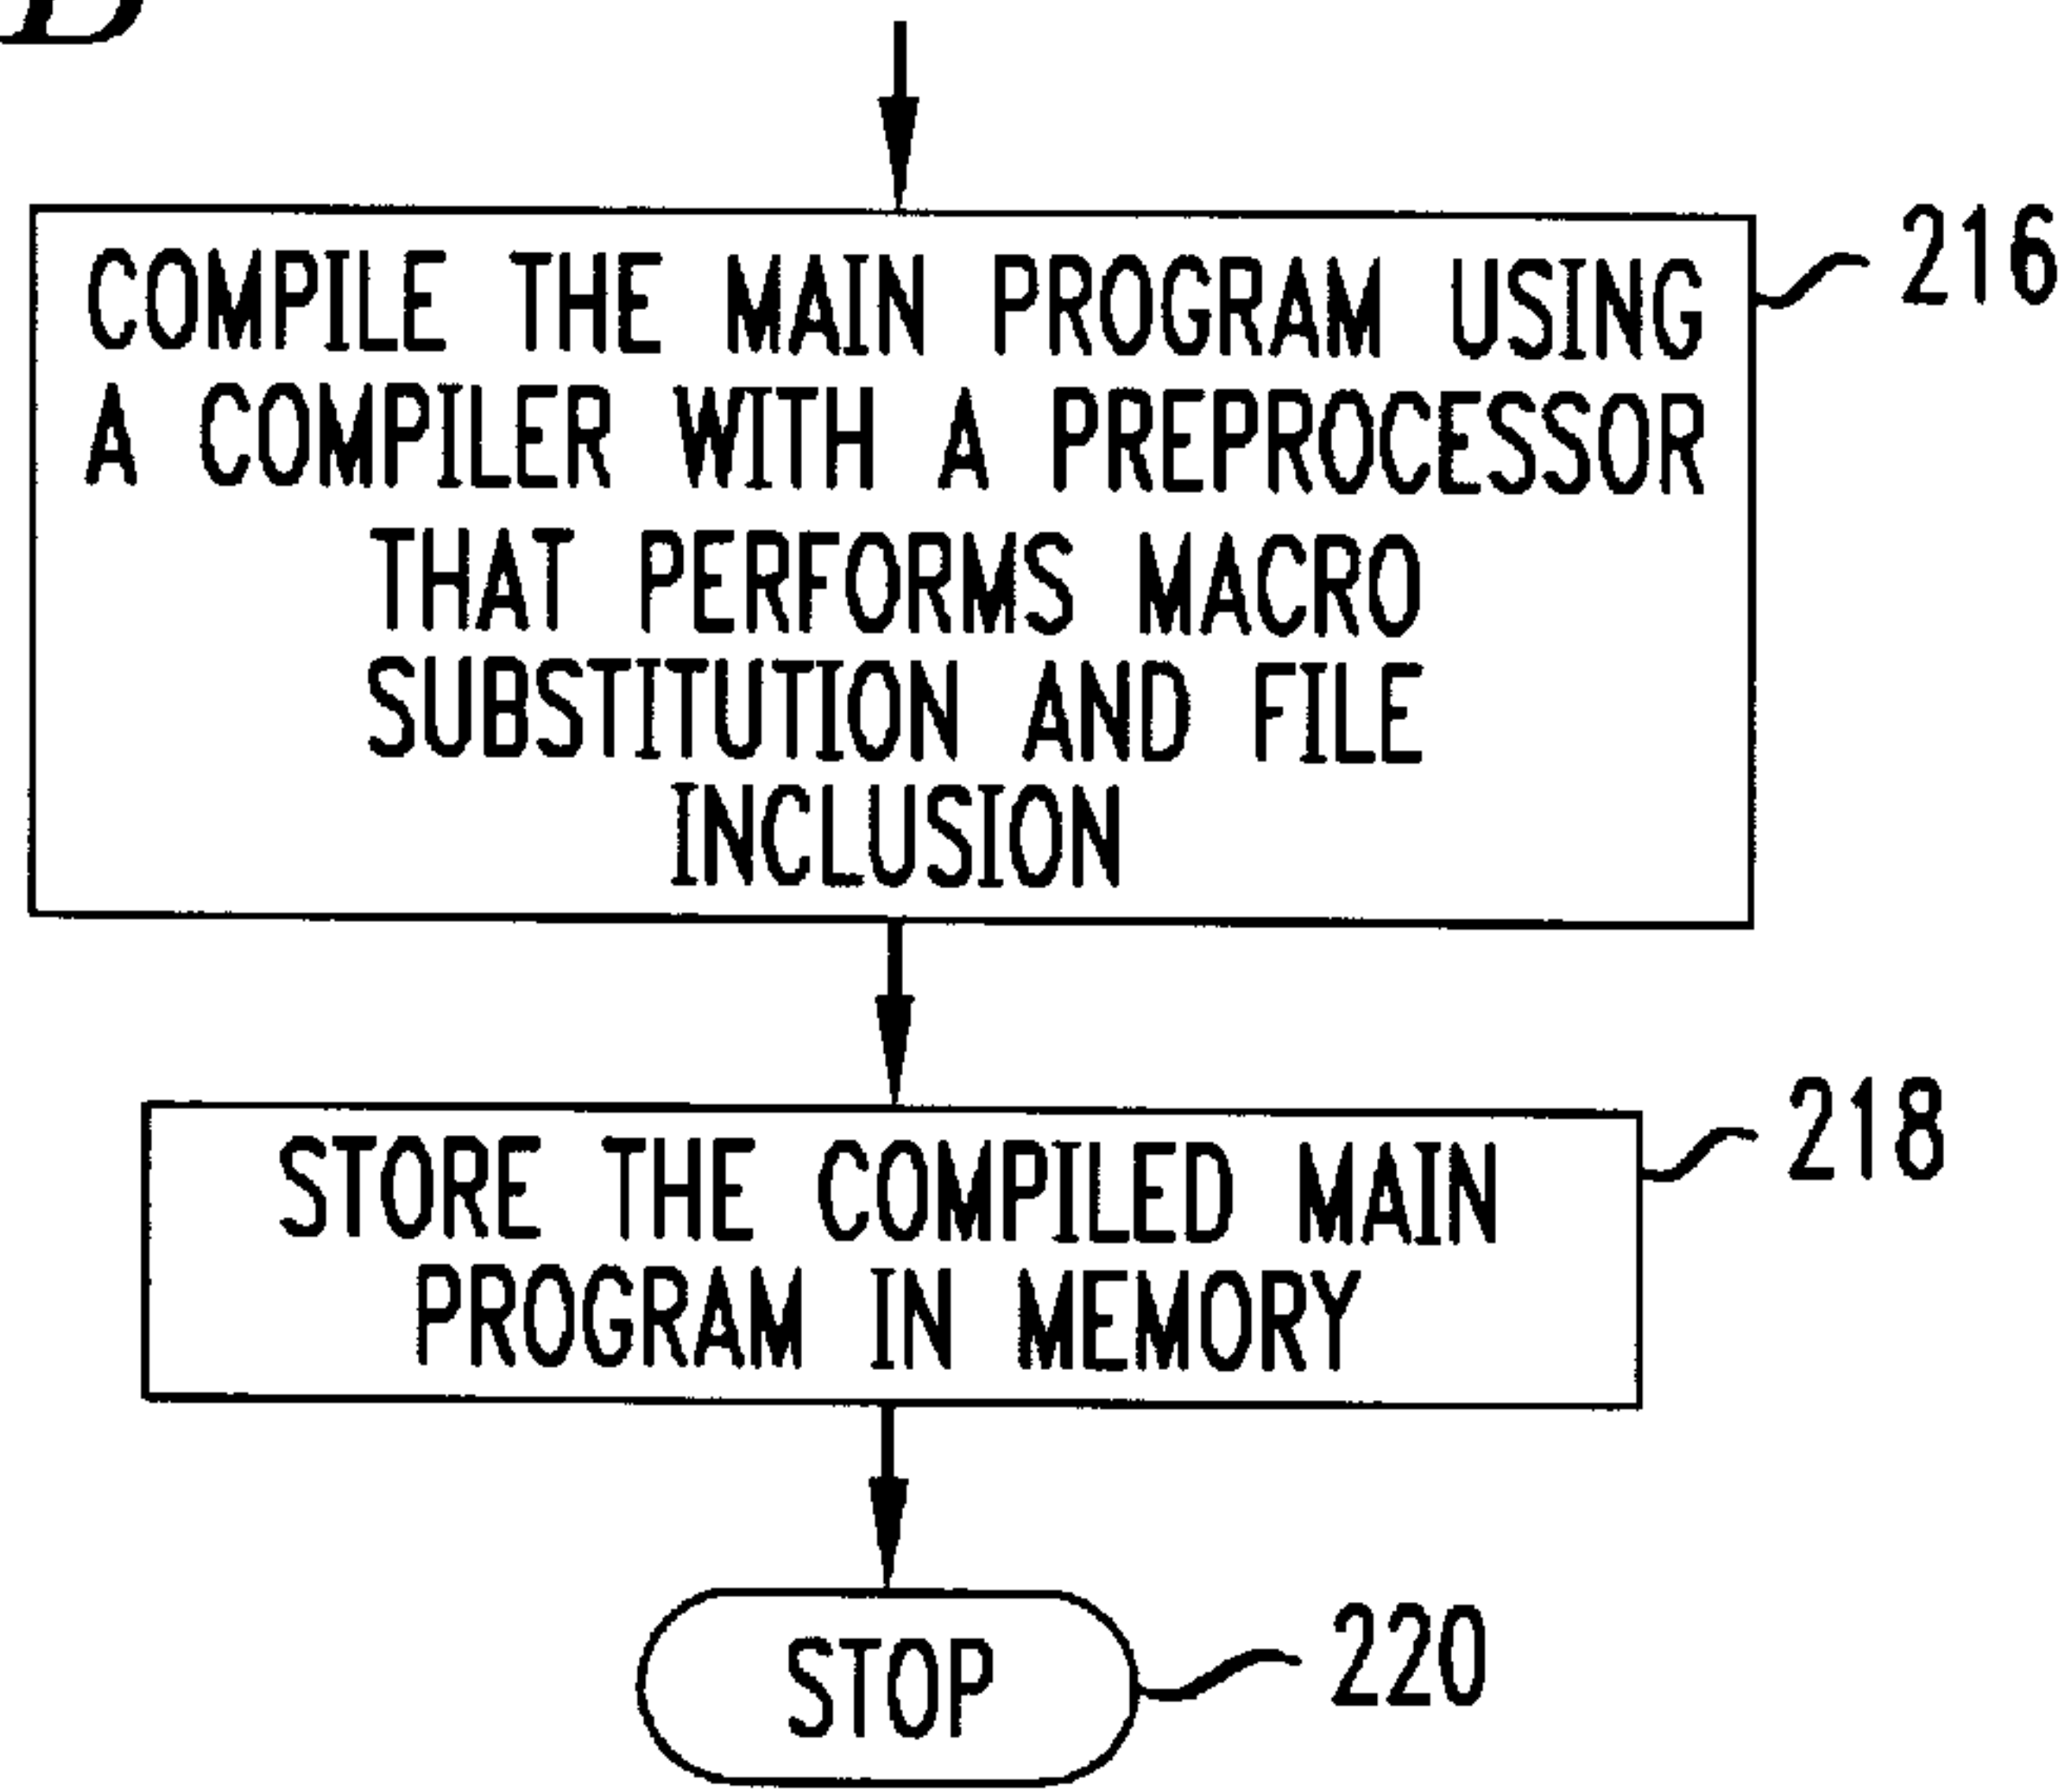 COMPILE THE MAIN PROGRAM USING
216
A COMPILER WITH A PREPROCESSOR
THAT PERFORMS MACRO
SUBSTITUTION AND FILE
INCLUSION
STORE THE COMPILED MAIN
218
PROGRAM IN MEMORY
STOP
220